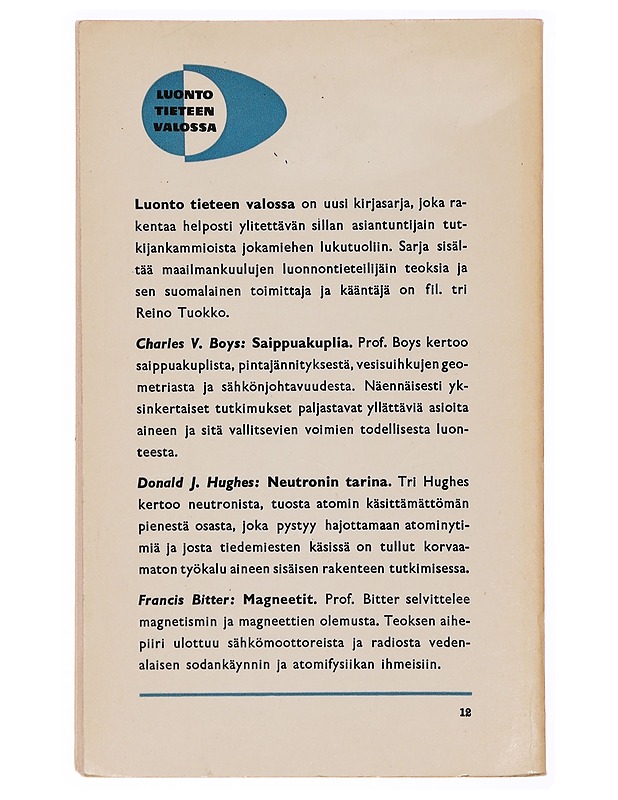 LUONTO
TIETEEN
VALOSSA
Luonto tieteen valossa on uusi kirjasarja, joka ra-
kentaa helposti ylitettävän sillan asiantuntijain tut-
kijankammioista jokamiehen lukutuoliin. Sarja sisäl-
tää maailmankuulujen luonnontieteilijäin teoksia ja
sen suomalainen toimittaja ja kääntäjä on fil. tri
Reino Tuokko.
Charles V. Boys: Saippuakuplia. Prof. Boys kertoo
saippuakuplista, pintajännityksestä, vesisuihkujen geo-
metriasta ja sähkönjohtavuudesta. Näennäisesti yk-
sinkertaiset tutkimukset paljastavat yllättäviä asioita
aineen ja sitä vallitsevien voimien todellisesta luon-
teesta.
Donald J. Hughes: Neutronin tarina. Tri Hughes
kertoo neutronista, tuosta atomin käsittämättömän
pienestä osasta, joka pystyy hajottamaan atominyti-
miä ja josta tiedemiesten käsissä on tullut korvaa-
maton työkalu aineen sisäisen rakenteen tutkimisessa.
Francis Bitter: Magneetit. Prof. Bitter selvittelee
magnetismin ja magneettien olemusta. Teoksen aihe-
piiri ulottuu sähkömoottoreista ja radiosta veden-
alaisen sodankäynnin ja atomifysiikan ihmeisiin.
12